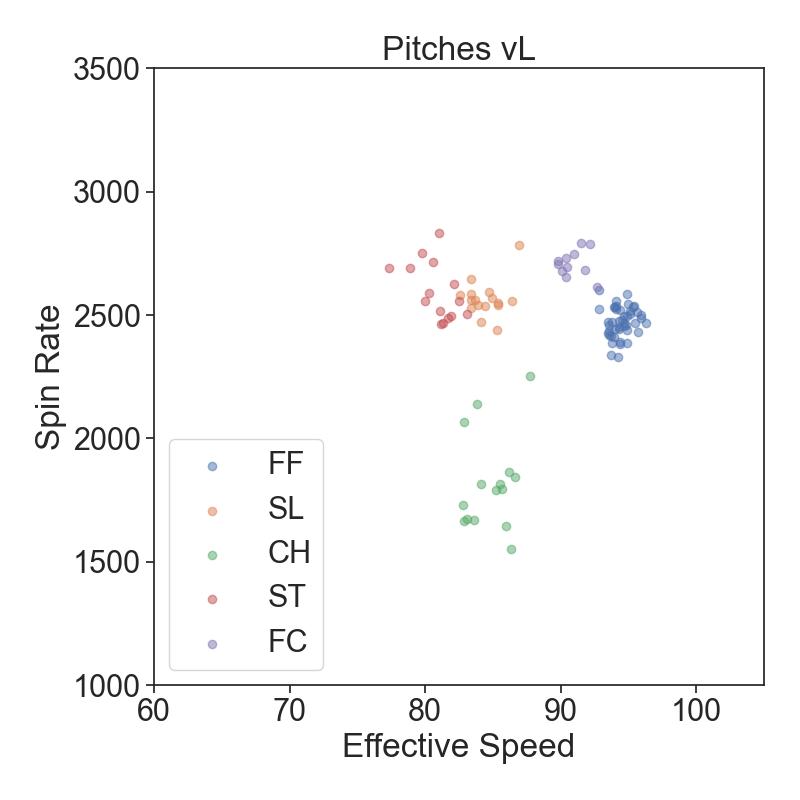 Pitches vL
3500
3000
2500
2000
1500
1000
Spin Rate
FF
SL
CH
ST
FC
60 70 80 90 100
Effective Speed